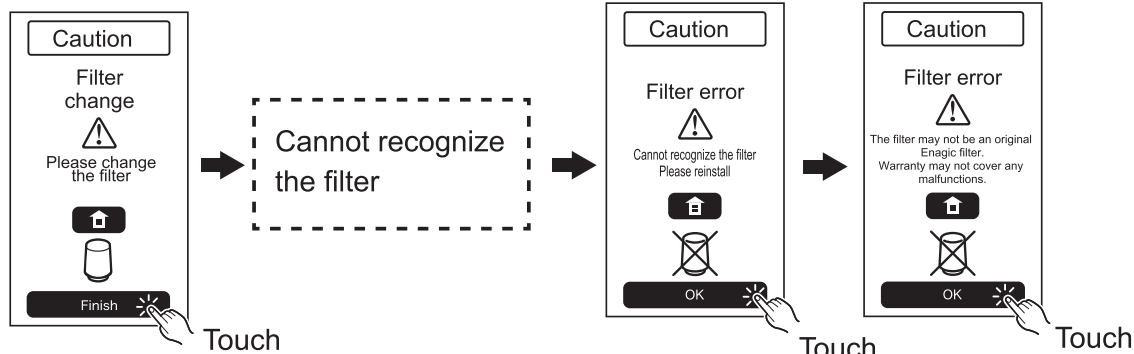 Caution
Filter
change
Please change
the filter
Finish
Touch
Cannot recognize
the filter
Caution
Filter error
Cannot recognize the filter
Please reinstall
OK
Touch
Caution
Filter error
The filter may not be an original
Enagic filter.
Warranty may not cover any
malfunctions.
OK
Touch